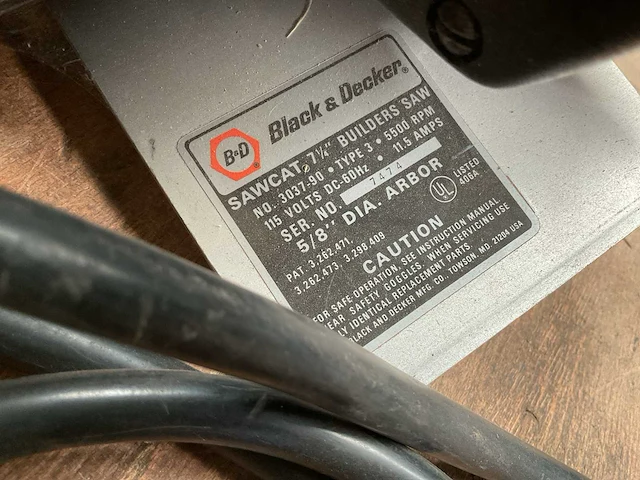 B&D Black & Decker®
SAWCAT 7¼" BUILDERS SAW
NO. 3037-90 • TYPE 3 • 5500 RPM
115 VOLTS DC-60Hz • 11.5 AMPS
SER. NO. 7474
5/8" DIA. ARBOR
UL LISTED 466A
PAT. 3,262,471
3,262,473, 3,298,409
CAUTION
FOR SAFE OPERATION, SEE INSTRUCTION MANUAL
WEAR SAFETY GOGGLES, WHEN SERVICING USE
ONLY IDENTICAL REPLACEMENT PARTS.
BLACK AND DECKER MFG. CO. TOWSON, MD. 21204 USA